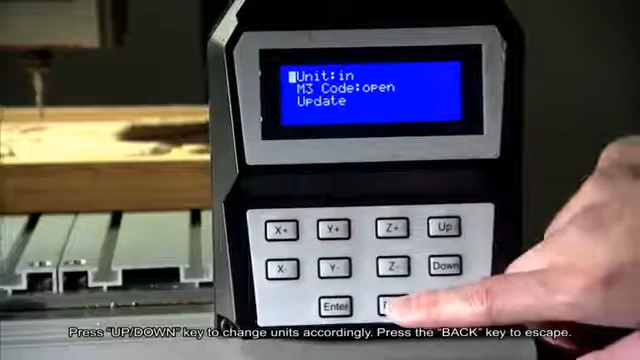 Unit:in
M3 Code:open
Update
X+ Y+ Z+ Up
X- Y- Z- Down
Enter
Press "UP/DOWN" key to change units accordingly. Press the "BACK" key to escape.